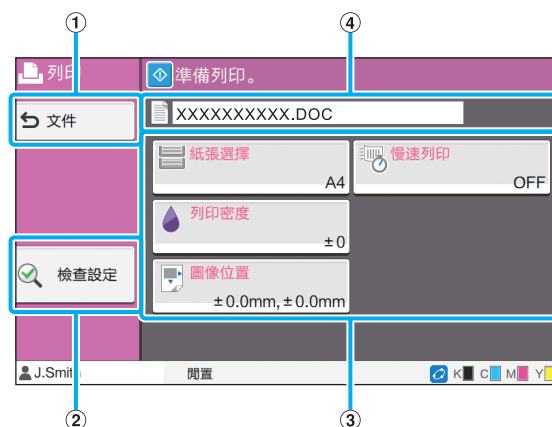 ① ④
列印 準備列印。
文件 XXXXXXXXXX.DOC
紙張選擇 慢速列印
A4 OFF
列印密度
±0
檢查設定 圖像位置
±0.0mm, ±0.0mm
J.Smith 閒置 K C M Y
② ③